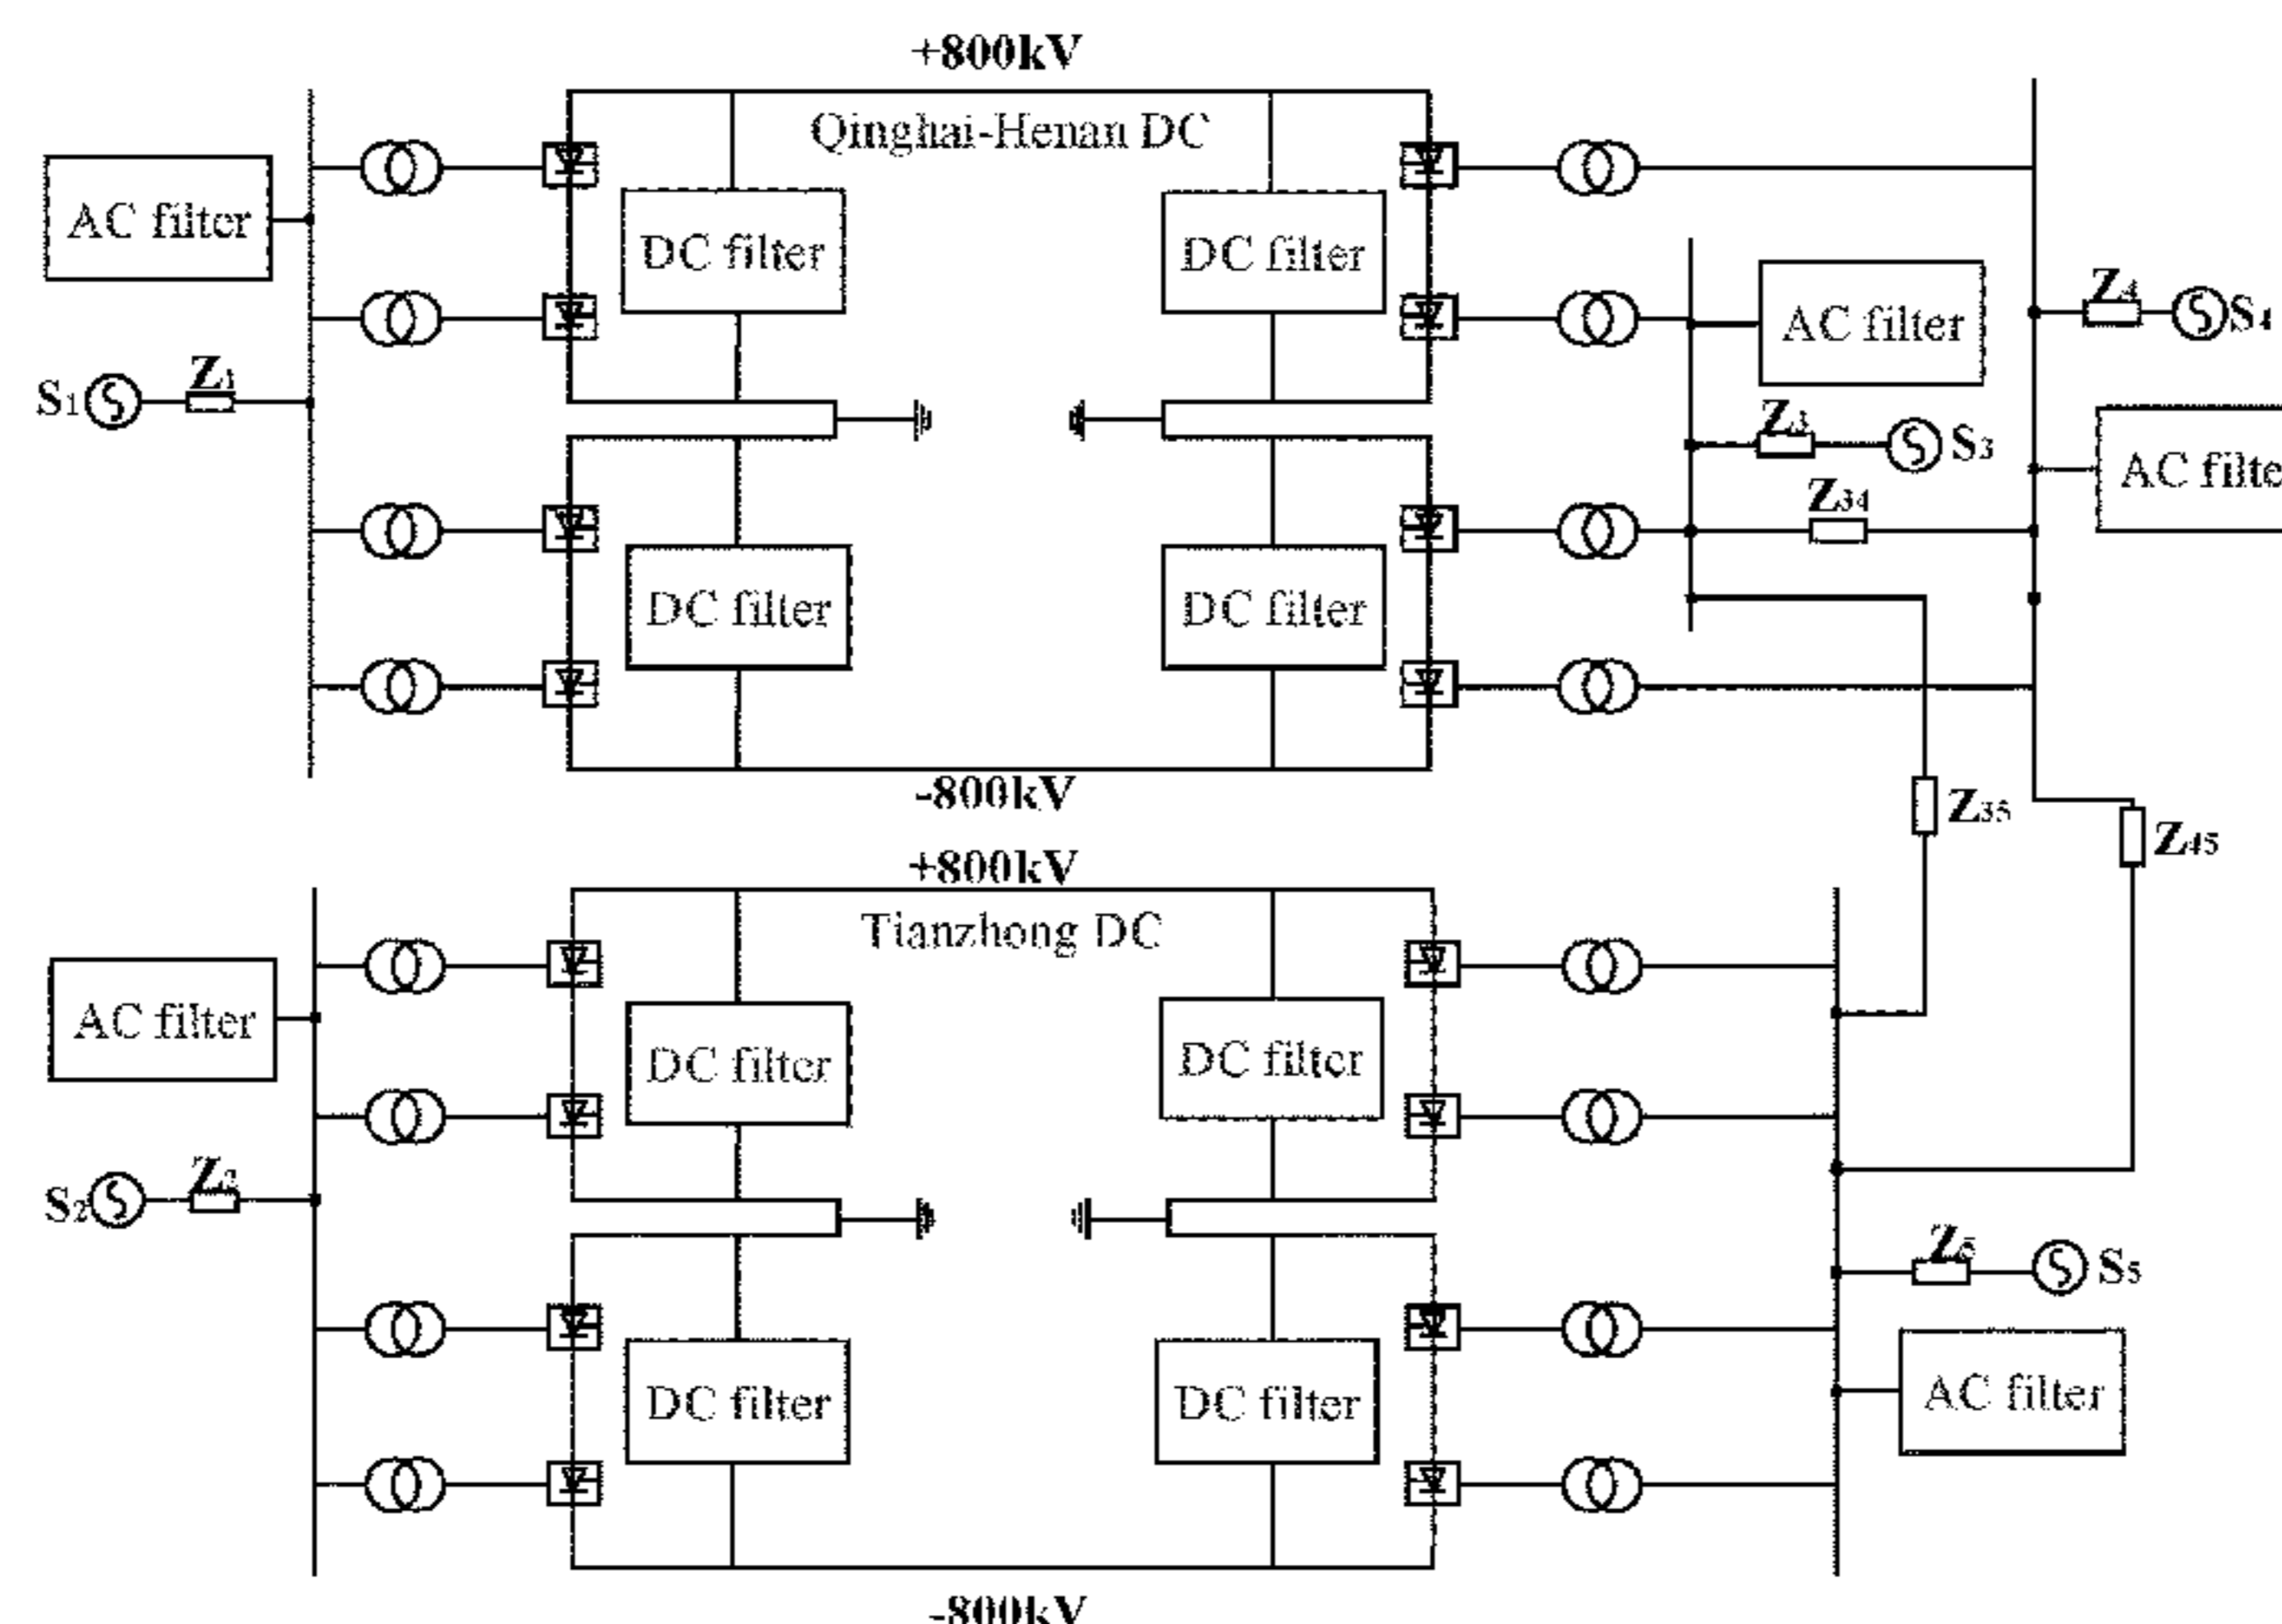 +800kV
Qinghai-Henan DC
AC filter
DC filter
DC filter
AC filter
Z4
S4
S1
Z1
Z3
S3
AC filte
Z34
DC filter
DC filter
-800kV
Z35
Z45
+800kV
Tianzhong DC
AC filter
DC filter
DC filter
S2
Z2
Z5
S5
DC filter
DC filter
AC filter
-800kV